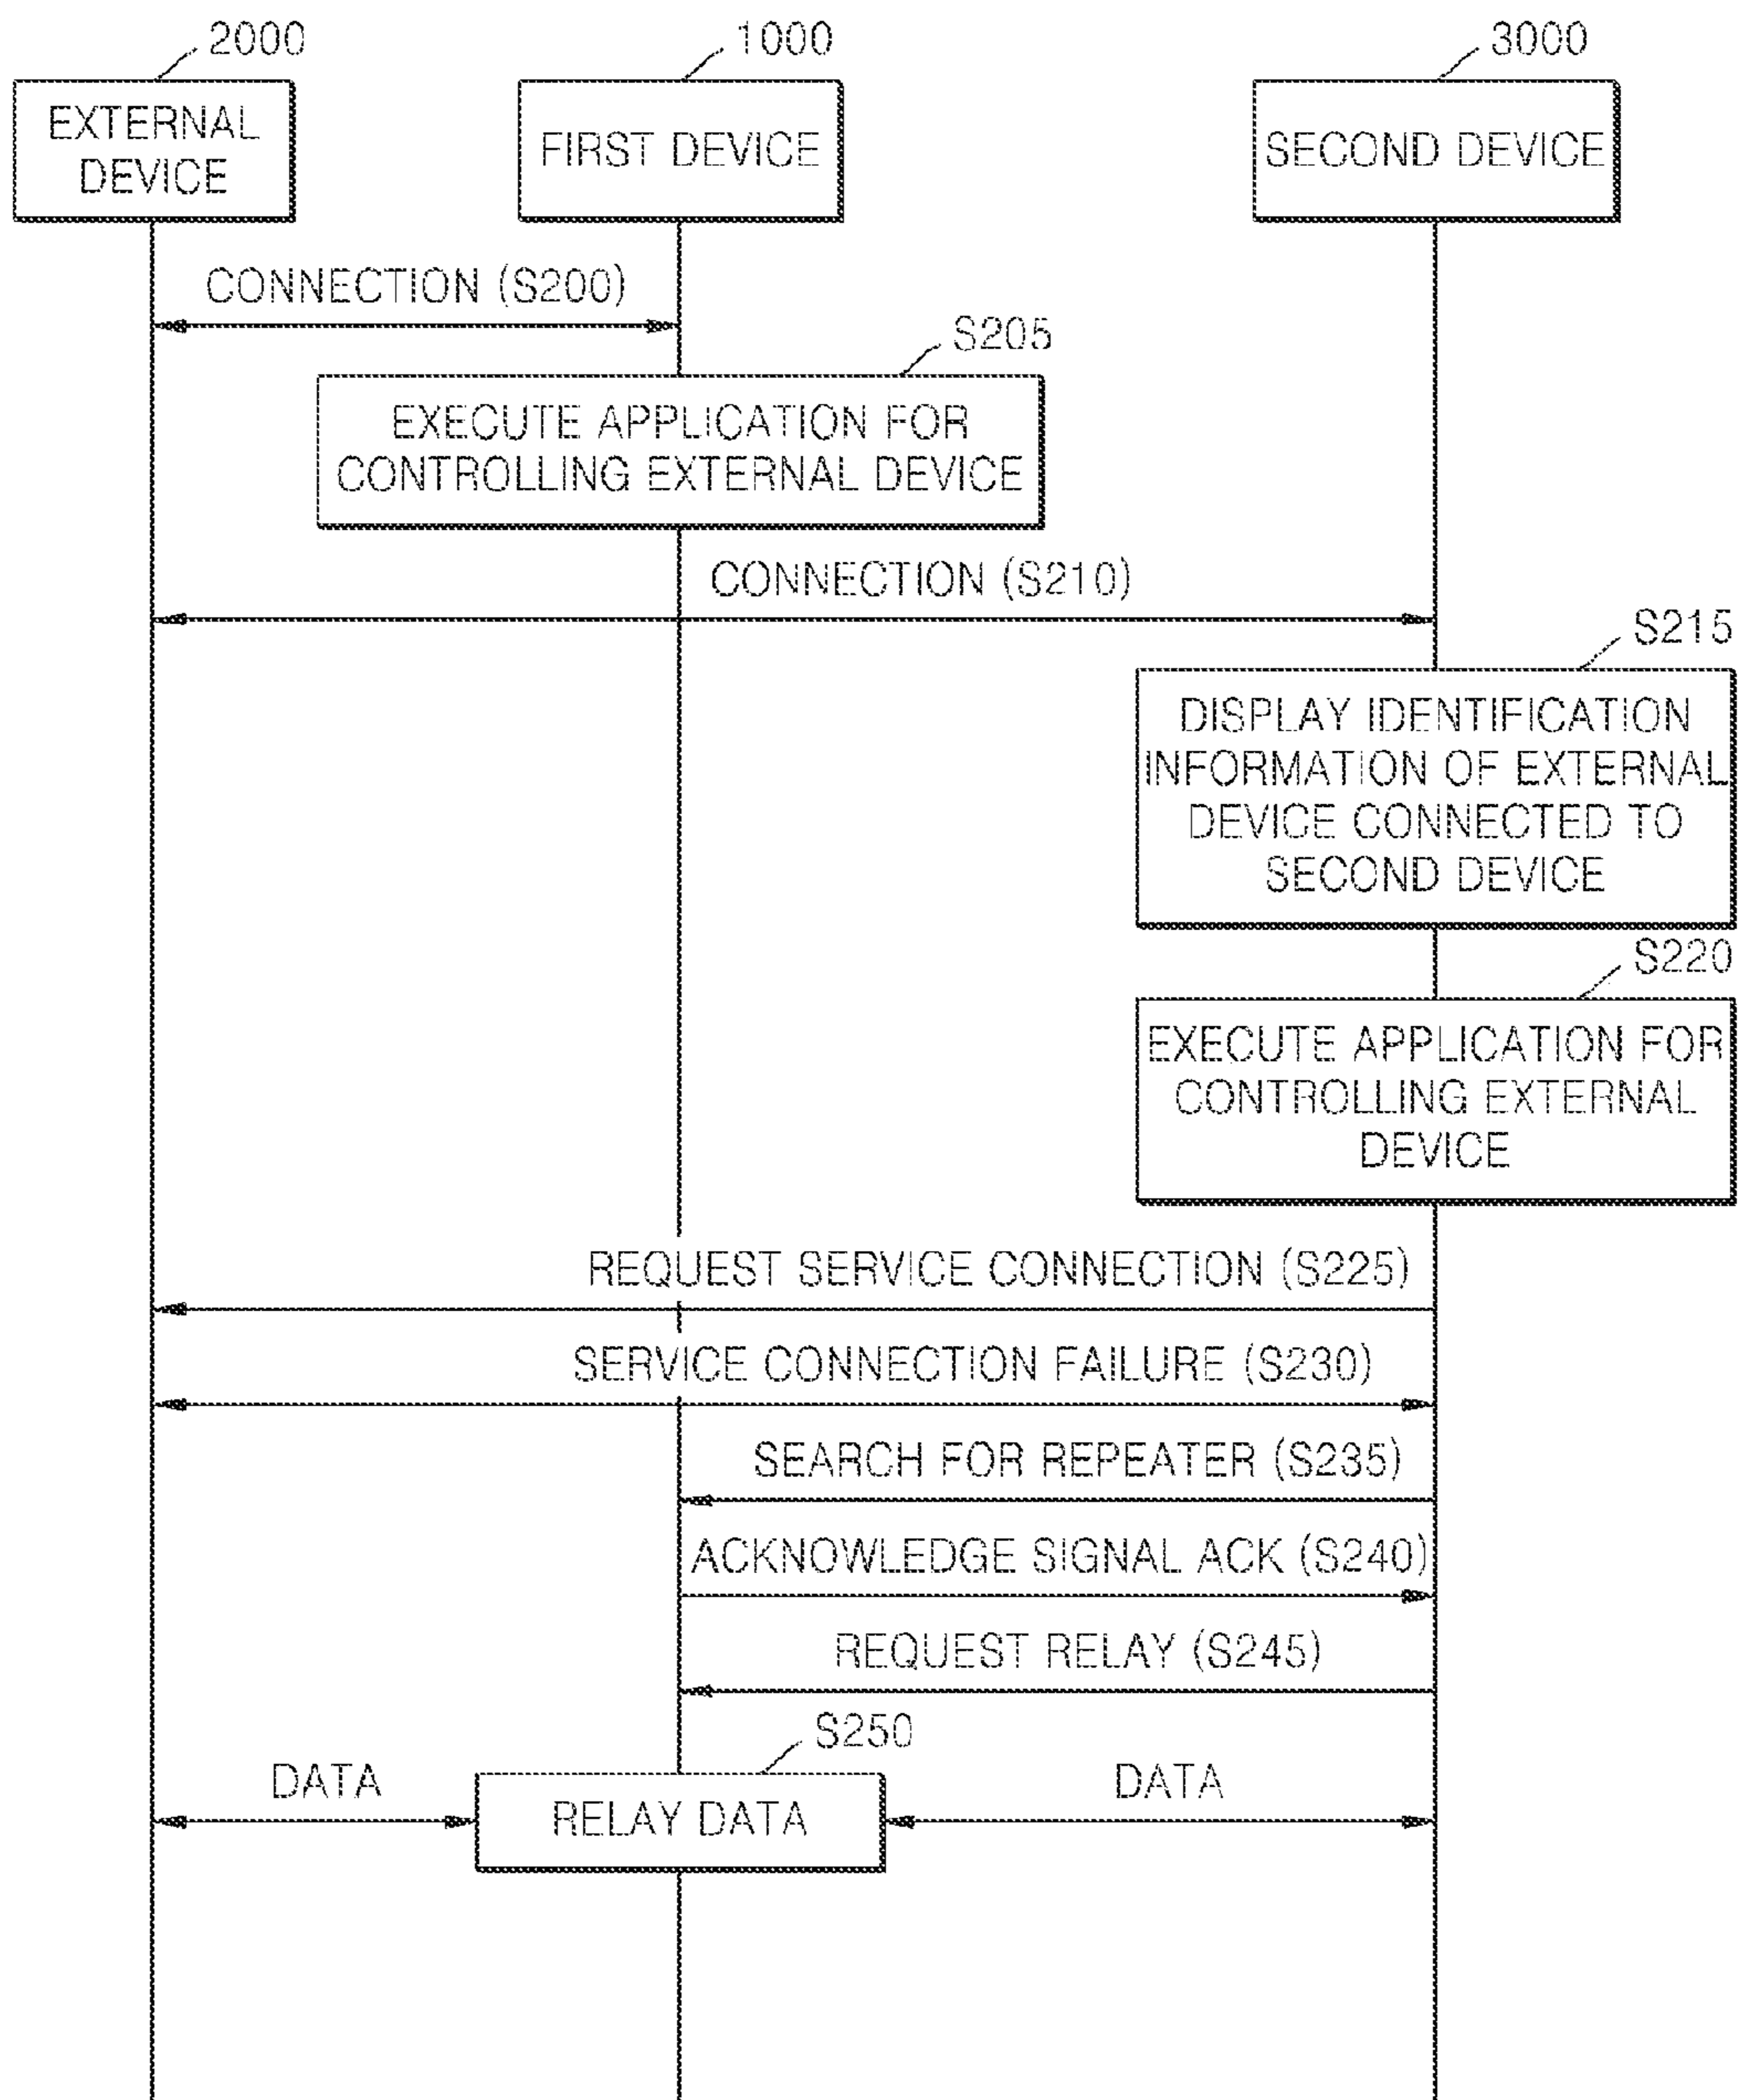 2000
1000
3000
EXTERNAL
DEVICE
FIRST DEVICE
SECOND DEVICE
CONNECTION (S200)
S205
EXECUTE APPLICATION FOR
CONTROLLING EXTERNAL DEVICE
CONNECTION (S210)
S215
DISPLAY IDENTIFICATION
INFORMATION OF EXTERNAL
DEVICE CONNECTED TO
SECOND DEVICE
S220
EXECUTE APPLICATION FOR
CONTROLLING EXTERNAL
DEVICE
REQUEST SERVICE CONNECTION (S225)
SERVICE CONNECTION FAILURE (S230)
SEARCH FOR REPEATER (S235)
ACKNOWLEDGE SIGNAL ACK (S240)
REQUEST RELAY (S245)
S250
DATA
RELAY DATA
DATA